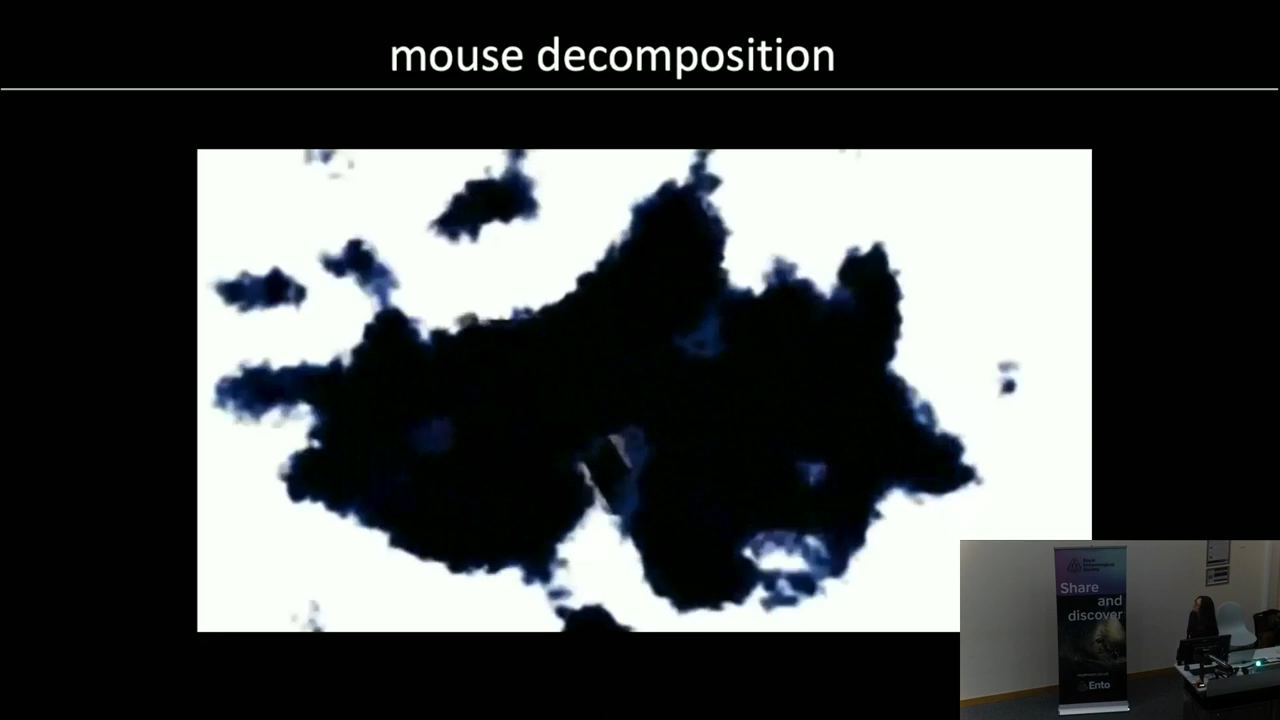 mouse decomposition
Share
and
discover
Ento